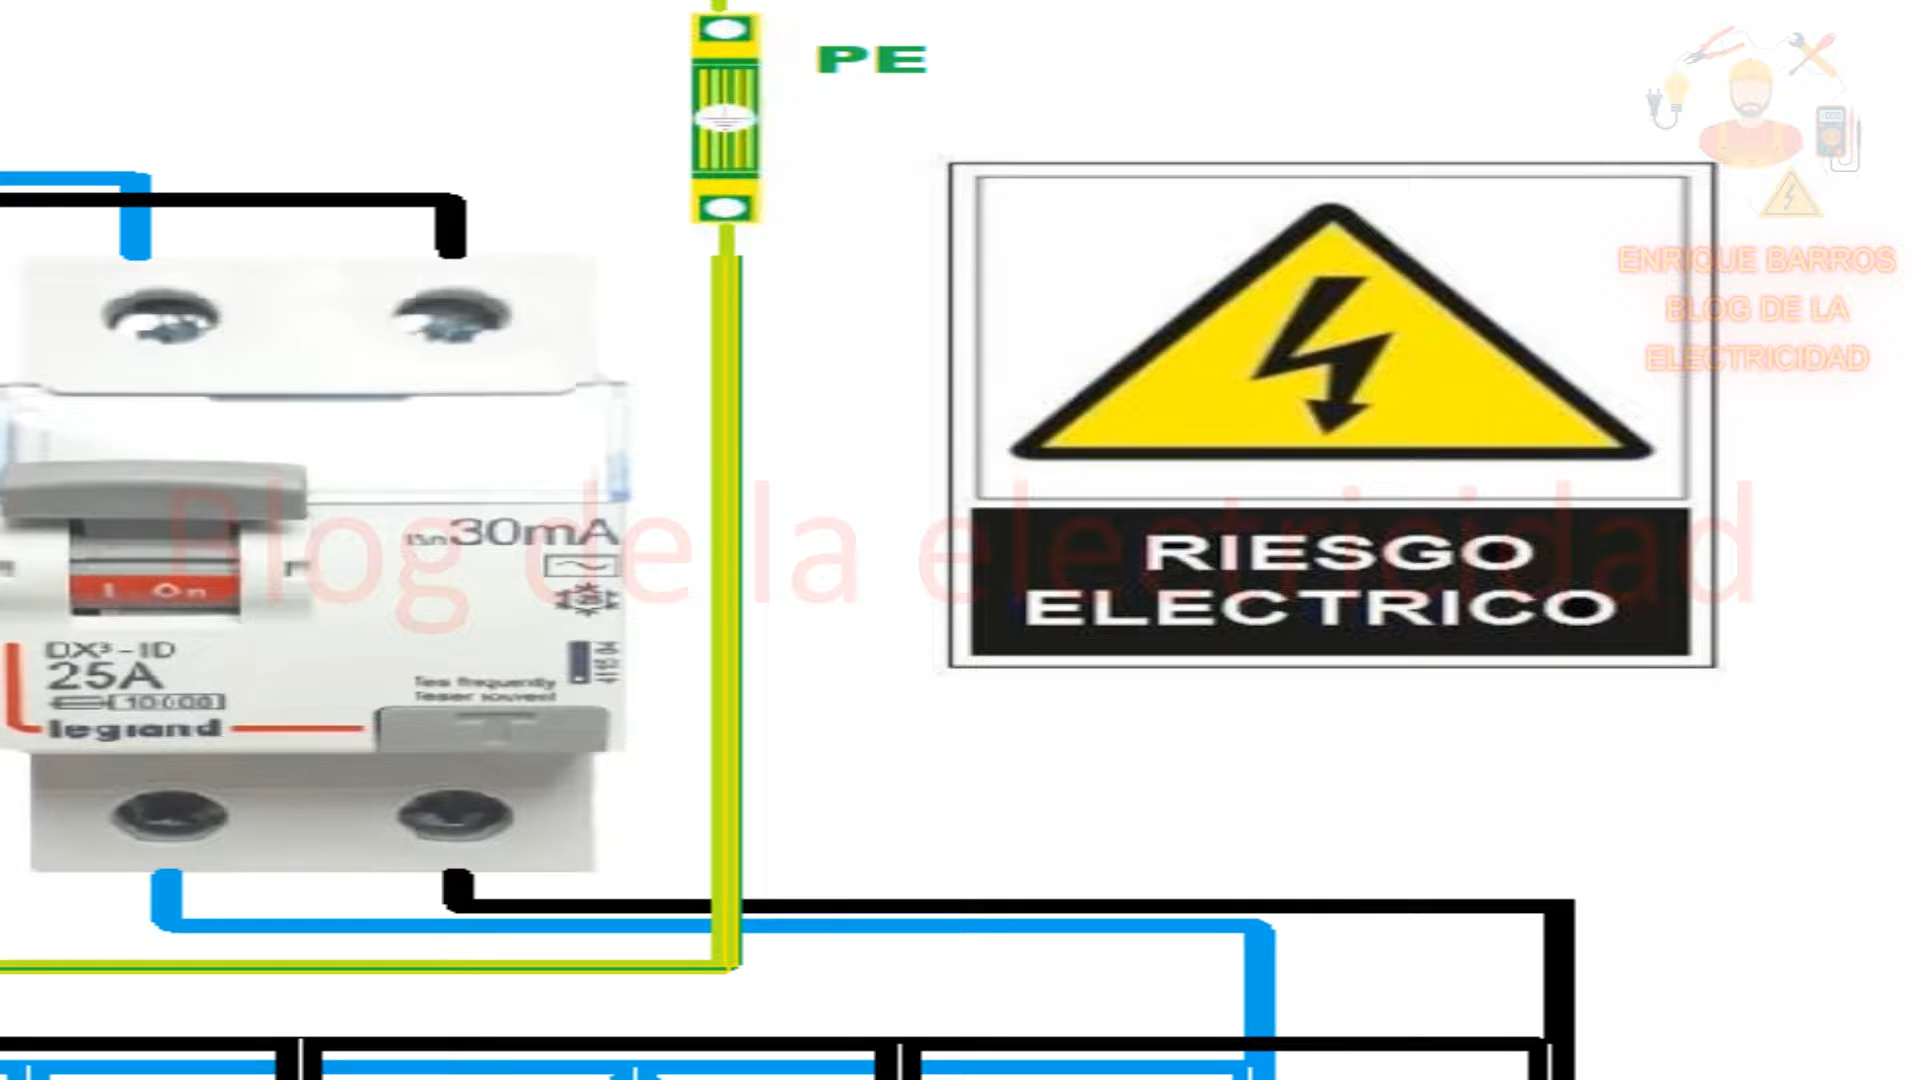 PE
ENRIQUE BARROS
BLOG DE LA
ELECTRICIDAD
Blog de la electricidad
30mA
I On
RIESGO
ELECTRICO
DX³-ID
25A
10000
legrand
Test frequently
Tester souvent
T